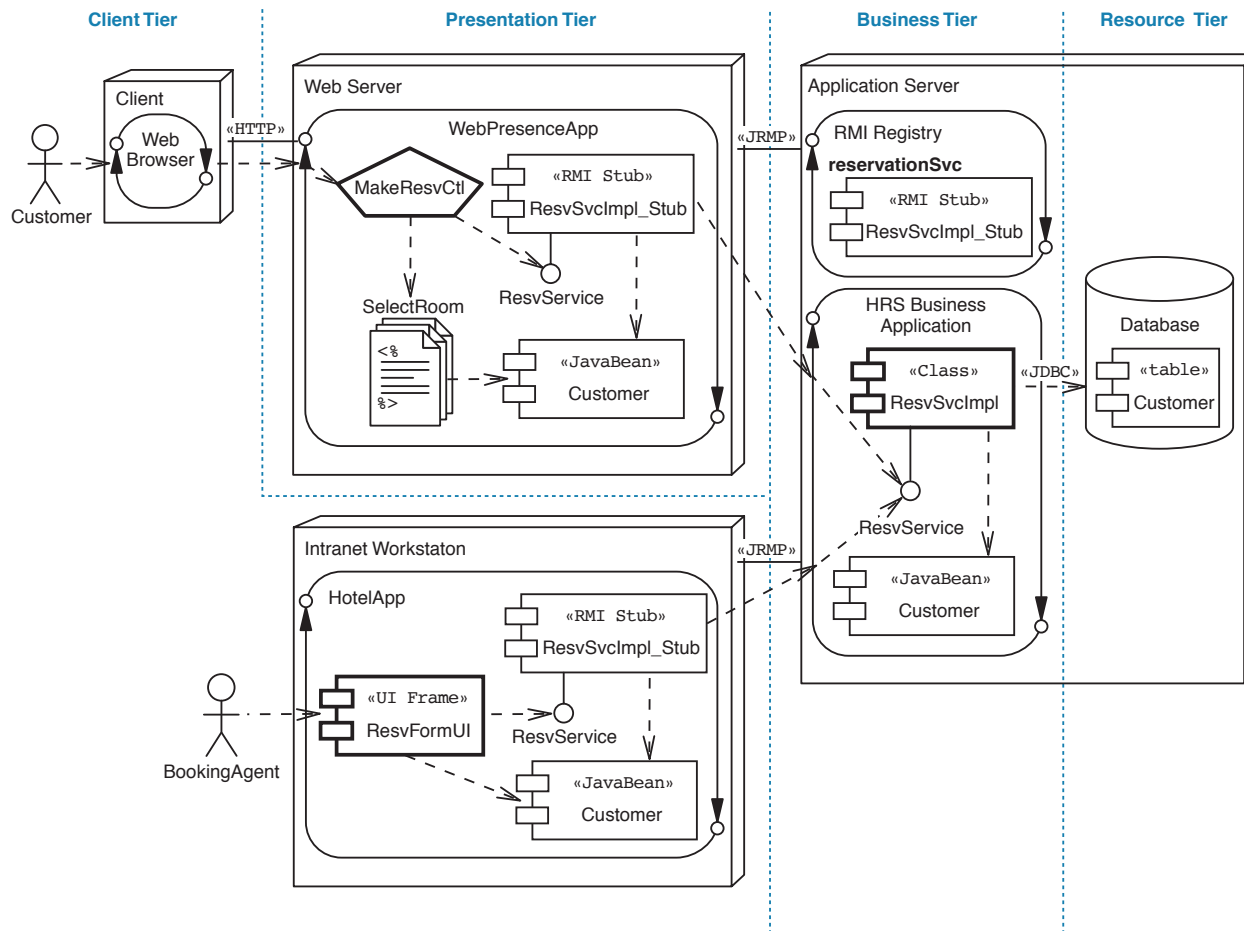 Client Tier
Presentation Tier
Business Tier
Resource Tier
Client
Web
Browser
Customer
«HTTP»
Web Server
WebPresenceApp
MakeResvCtl
«RMI Stub»
ResvSvcImpl_Stub
ResvService
SelectRoom
<%
%>
«JavaBean»
Customer
«JRMP»
Application Server
RMI Registry
reservationSvc
«RMI Stub»
ResvSvcImpl_Stub
HRS Business
Application
«Class»
ResvSvcImpl
«JDBC»
ResvService
«JavaBean»
Customer
Database
«table»
Customer
Intranet Workstaton
«JRMP»
HotelApp
«RMI Stub»
ResvSvcImpl_Stub
«UI Frame»
ResvFormUI
ResvService
BookingAgent
«JavaBean»
Customer